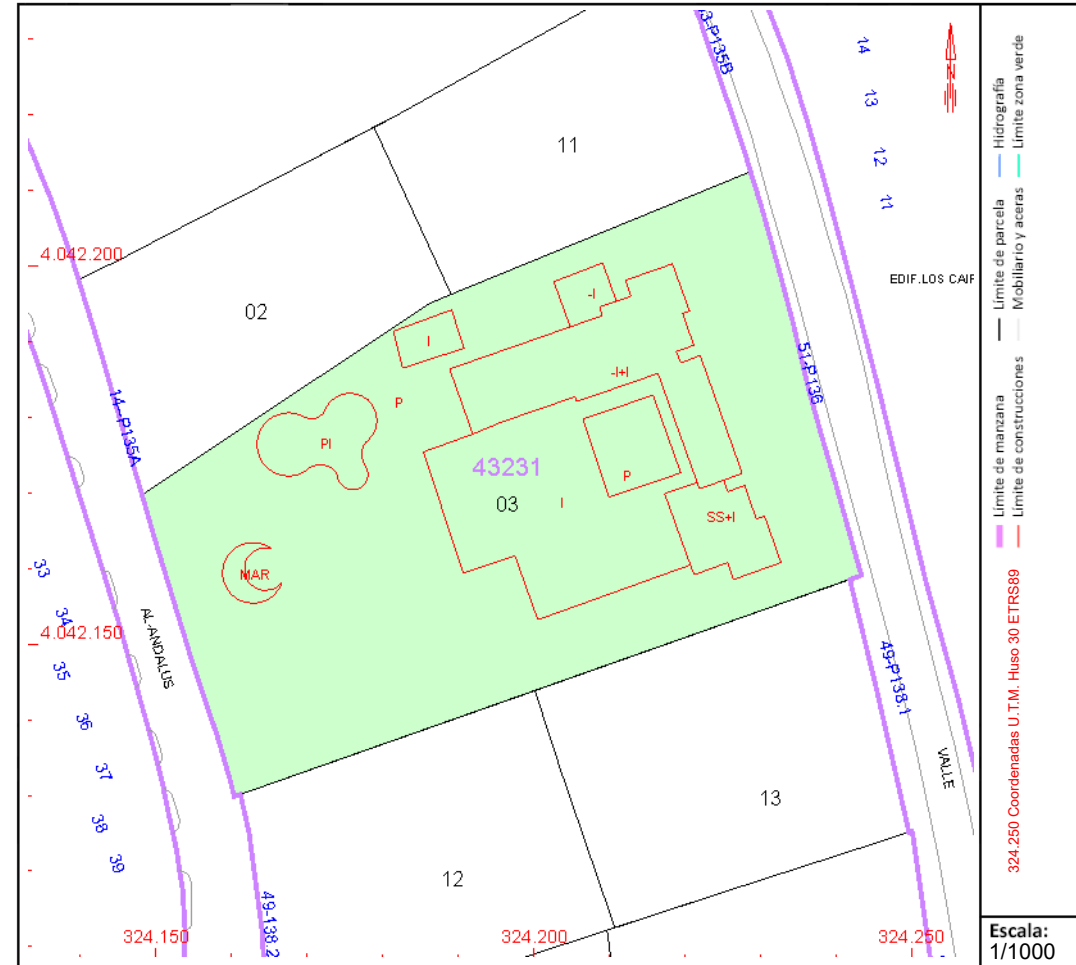 3-P135B
14
13
12
11
N
11
4.042.200
EDIF.LOS CAIR
02
-I
I
51-P136
-I+I
14--P135A
P
PI
43231
P
03
I
SS+I
MAR
33
34
35
36
37
38
39
AL-ANDALUS
4.042.150
49-P138-1
VALLE
13
12
49-138.2
324.150
324.200
324.250
324.250 Coordenadas U.T.M. Huso 30 ETRS89
Límite de manzana
Límite de construcciones
Límite de parcela
Mobiliario y aceras
Hidrografía
Límite zona verde
Escala:
1/1000